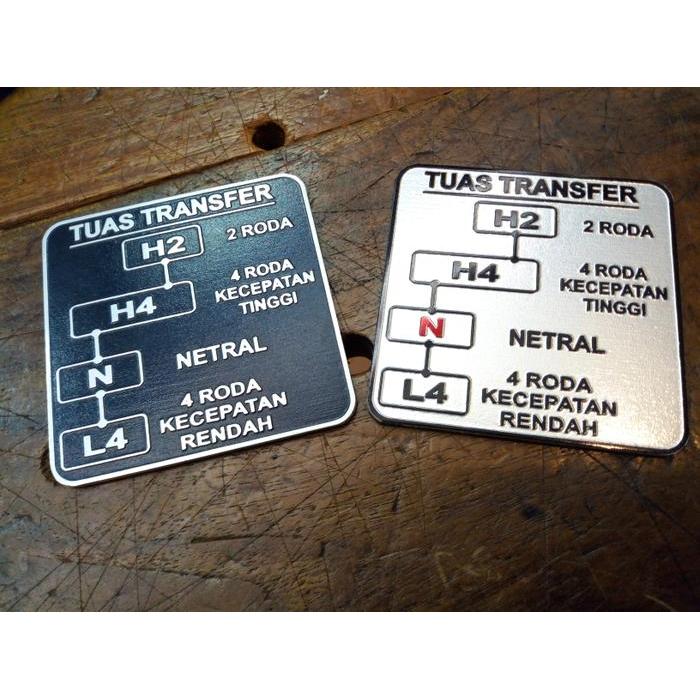 TUAS TRANSFER
H2 2 RODA
H4 4 RODA
KECEPATAN
TINGGI
N NETRAL
L4 4 RODA
KECEPATAN
RENDAH
TUAS TRANSFER
H2 2 RODA
H4 4 RODA
KECEPATAN
TINGGI
N NETRAL
L4 4 RODA
KECEPATAN
RENDAH